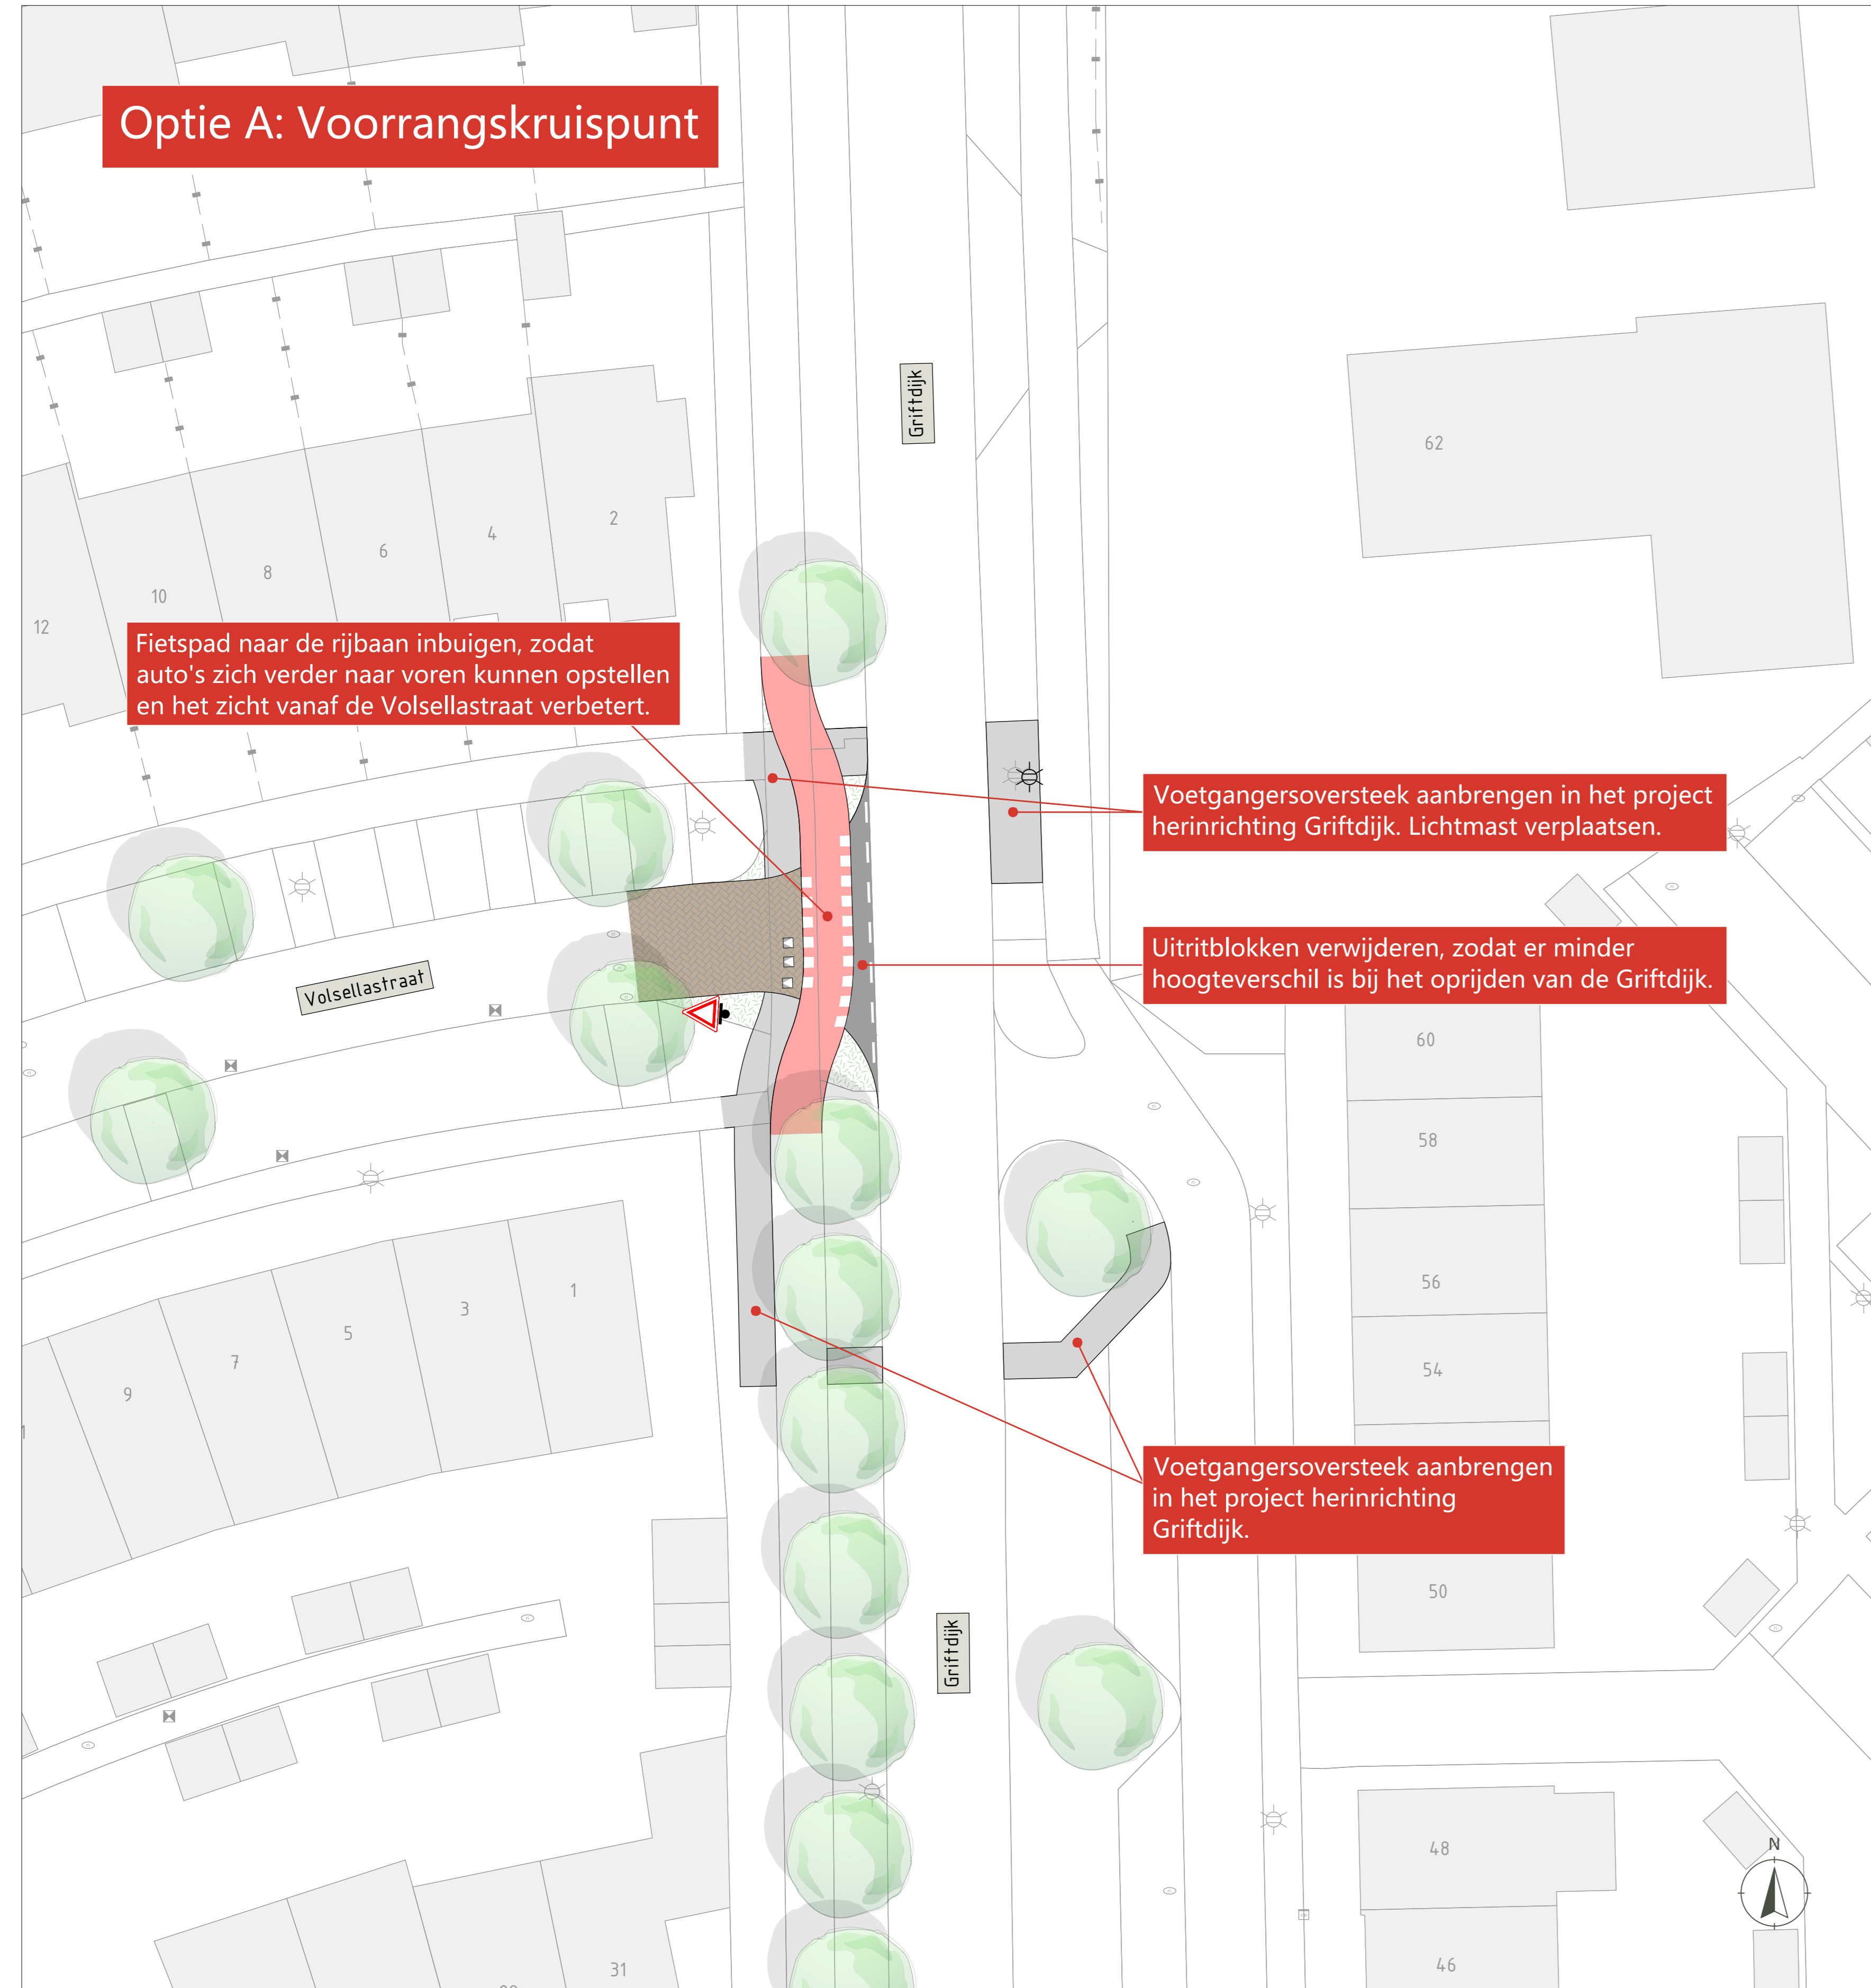 Optie A: Voorrangskruispunt
Griftdijk
62
2
4
6
8
10
12
Fietspad naar de rijbaan inbuigen, zodat
auto's zich verder naar voren kunnen opstellen
en het zicht vanaf de Volsellastraat verbetert.
Voetgangersoversteek aanbrengen in het project
herinrichting Griftdijk. Lichtmast verplaatsen.
Uitritblokken verwijderen, zodat er minder
hoogteverschil is bij het oprijden van de Griftdijk.
Volsellastraat
60
58
56
54
1
3
5
7
9
Voetgangersoversteek aanbrengen
in het project herinrichting
Griftdijk.
50
Griftdijk
48
N
46
31